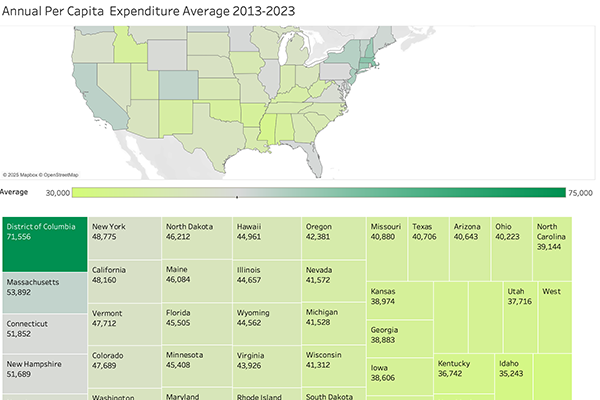 Annual Per Capita Expenditure Average 2013-2023
© 2025 Mapbox © OpenStreetMap
Average 30,000 75,000
District of Columbia
71,556
Massachusetts
53,892
Connecticut
51,852
New Hampshire
51,689
New York
48,775
California
48,160
Vermont
47,712
Colorado
47,689
Washington
North Dakota
46,212
Maine
46,084
Florida
45,505
Minnesota
45,408
Maryland
Hawaii
44,961
Illinois
44,657
Wyoming
44,562
Virginia
43,926
Rhode Island
Oregon
42,381
Nevada
41,572
Michigan
41,528
Wisconsin
41,312
South Dakota
Missouri
40,880
Texas
40,706
Arizona
40,643
Ohio
40,223
North
Carolina
39,144
Kansas
38,974
Georgia
38,883
Iowa
38,606
Utah
37,716
West
Kentucky
36,742
Idaho
35,243